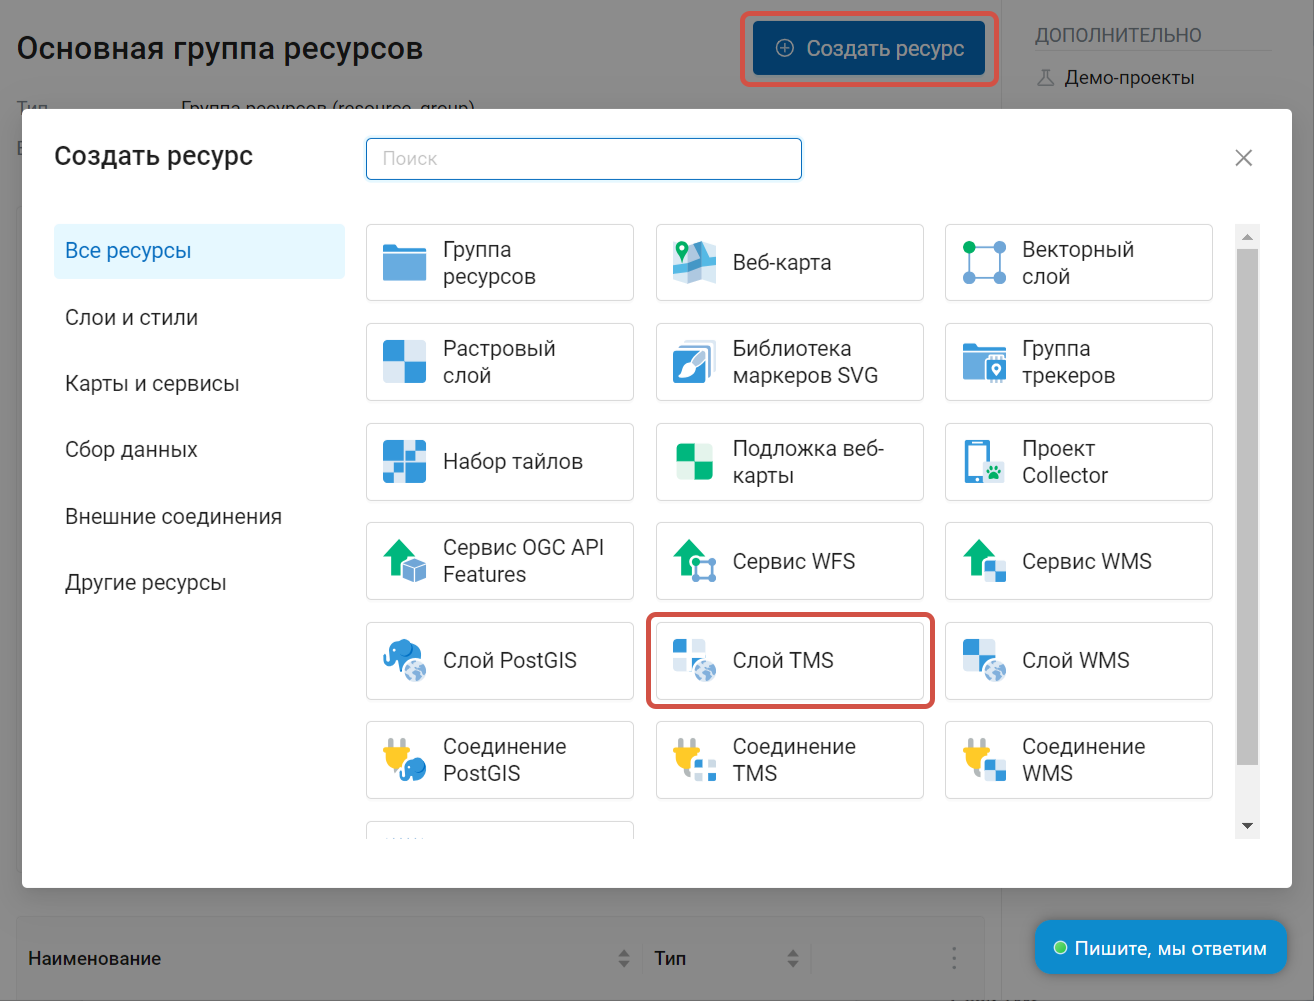 Основная группа ресурсов
Создать ресурс
ДОПОЛНИТЕЛЬНО
Демо-проекты
Тип
Группа ресурсов (resource_group)
Создать ресурс
Поиск
Все ресурсы
Слои и стили
Карты и сервисы
Сбор данных
Внешние соединения
Другие ресурсы
Группа
ресурсов
Веб-карта
Векторный
слой
Растровый
слой
Библиотека
маркеров SVG
Группа
трекеров
Набор тайлов
Подложка веб-
карты
Проект
Collector
Сервис OGC API
Features
Сервис WFS
Сервис WMS
Слой PostGIS
Слой TMS
Слой WMS
Соединение
PostGIS
Соединение
TMS
Соединение
WMS
Наименование
Тип
Пишите, мы ответим